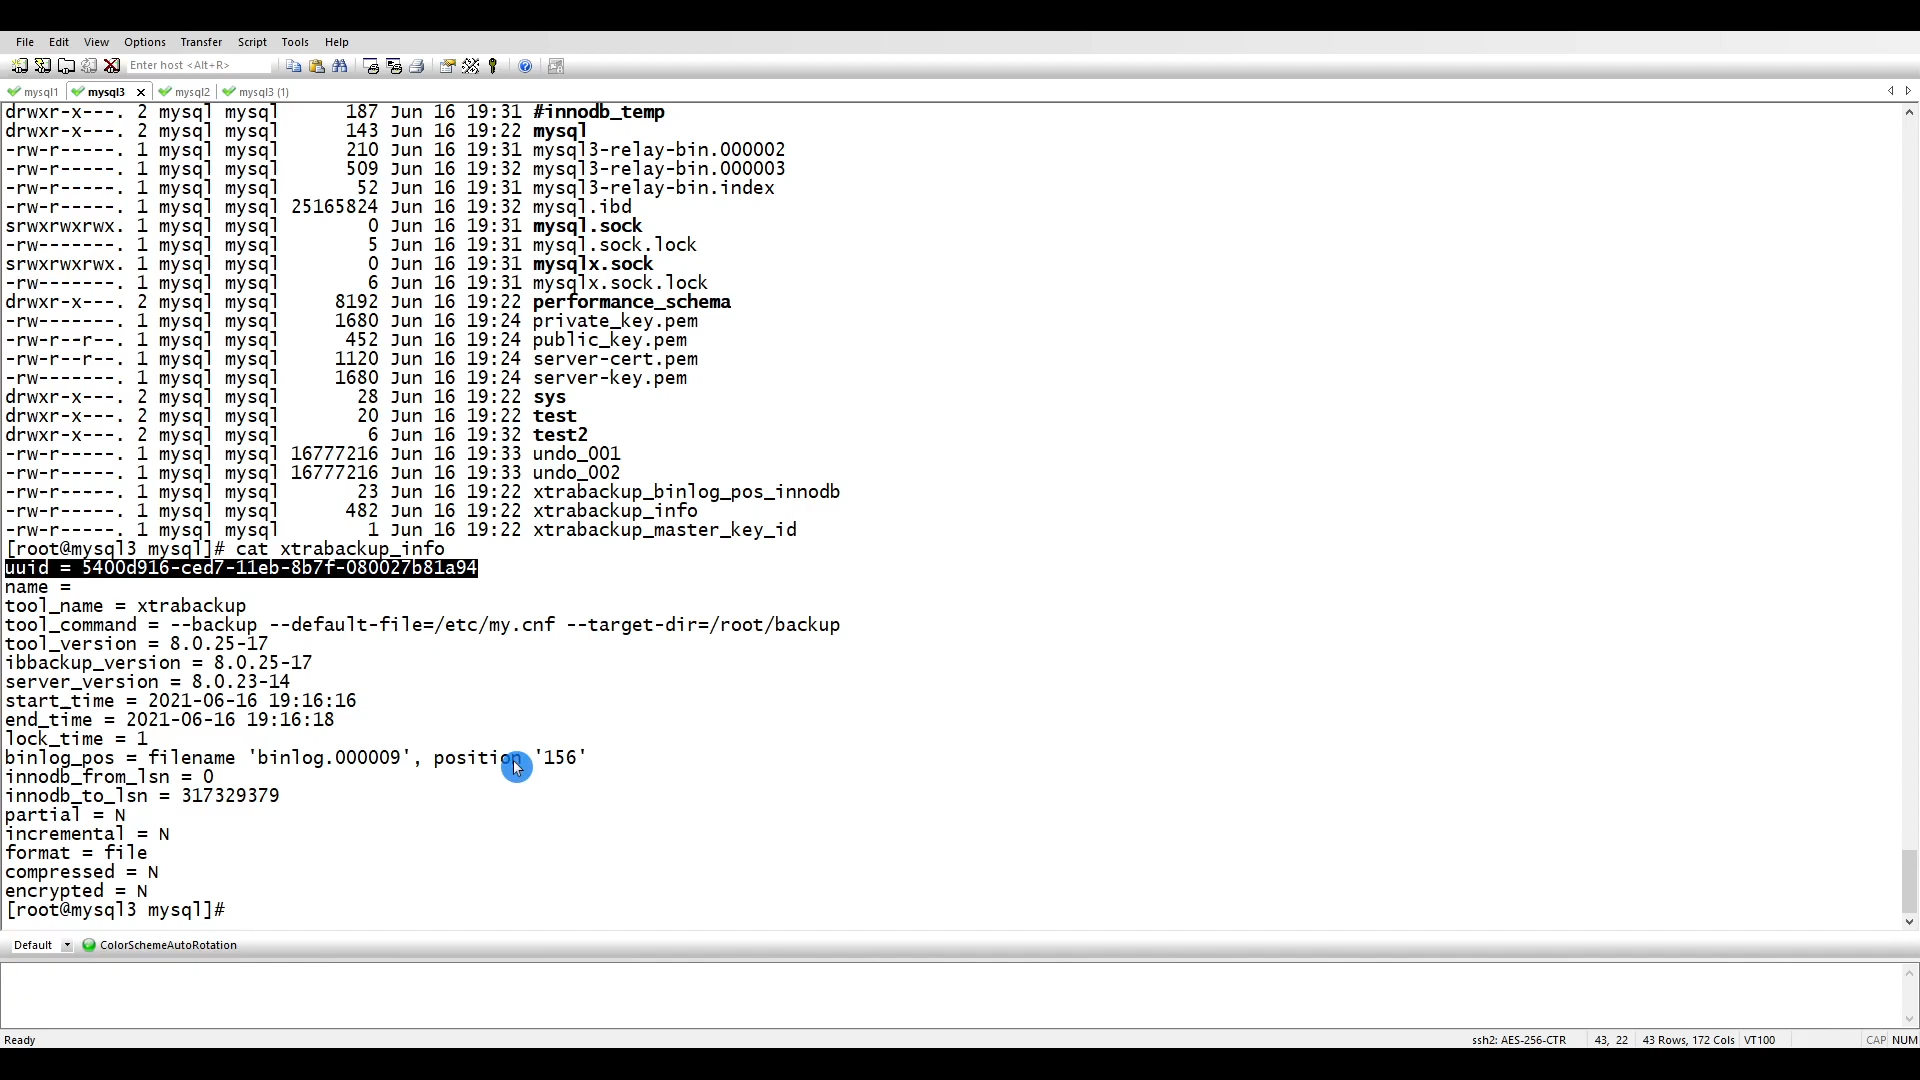 File Edit View Options Transfer Script Tools Help
Enter host <Alt+R>
mysql1 mysql3 mysql2 mysql3 (1)
drwxr-x---. 2 mysql mysql 187 Jun 16 19:31 #innodb_temp
drwxr-x---. 2 mysql mysql 143 Jun 16 19:22 mysql
-rw-r-----. 1 mysql mysql 210 Jun 16 19:31 mysql3-relay-bin.000002
-rw-r-----. 1 mysql mysql 509 Jun 16 19:32 mysql3-relay-bin.000003
-rw-r-----. 1 mysql mysql 52 Jun 16 19:31 mysql3-relay-bin.index
-rw-r-----. 1 mysql mysql 25165824 Jun 16 19:32 mysql.ibd
srwxrwxrwx. 1 mysql mysql 0 Jun 16 19:31 mysql.sock
-rw-------. 1 mysql mysql 5 Jun 16 19:31 mysql.sock.lock
srwxrwxrwx. 1 mysql mysql 0 Jun 16 19:31 mysqlx.sock
-rw-------. 1 mysql mysql 6 Jun 16 19:31 mysqlx.sock.lock
drwxr-x---. 2 mysql mysql 8192 Jun 16 19:22 performance_schema
-rw-------. 1 mysql mysql 1680 Jun 16 19:24 private_key.pem
-rw-r--r--. 1 mysql mysql 452 Jun 16 19:24 public_key.pem
-rw-r--r--. 1 mysql mysql 1120 Jun 16 19:24 server-cert.pem
-rw-------. 1 mysql mysql 1680 Jun 16 19:24 server-key.pem
drwxr-x---. 2 mysql mysql 28 Jun 16 19:22 sys
drwxr-x---. 2 mysql mysql 20 Jun 16 19:22 test
drwxr-x---. 2 mysql mysql 6 Jun 16 19:32 test2
-rw-r-----. 1 mysql mysql 16777216 Jun 16 19:33 undo_001
-rw-r-----. 1 mysql mysql 16777216 Jun 16 19:33 undo_002
-rw-r-----. 1 mysql mysql 23 Jun 16 19:22 xtrabackup_binlog_pos_innodb
-rw-r-----. 1 mysql mysql 482 Jun 16 19:22 xtrabackup_info
-rw-r-----. 1 mysql mysql 1 Jun 16 19:22 xtrabackup_master_key_id
[root@mysql3 mysql]# cat xtrabackup_info
uuid = 5400d916-ced7-11eb-8b7f-080027b81a94
name =
tool_name = xtrabackup
tool_command = --backup --default-file=/etc/my.cnf --target-dir=/root/backup
tool_version = 8.0.25-17
ibbackup_version = 8.0.25-17
server_version = 8.0.23-14
start_time = 2021-06-16 19:16:16
end_time = 2021-06-16 19:16:18
lock_time = 1
binlog_pos = filename 'binlog.000009', position '156'
innodb_from_lsn = 0
innodb_to_lsn = 317329379
partial = N
incremental = N
format = file
compressed = N
encrypted = N
[root@mysql3 mysql]#
Default ColorSchemeAutoRotation
Ready ssh2: AES-256-CTR 43, 22 43 Rows, 172 Cols VT100 CAP NUM